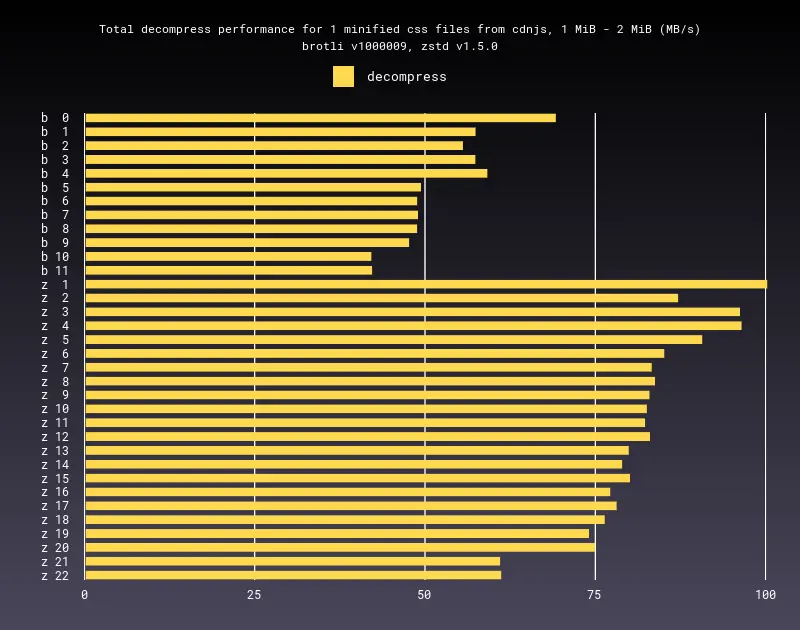 Total decompress performance for 1 minified css files from cdnjs, 1 MiB - 2 MiB (MB/s)
brotli v1000009, zstd v1.5.0
decompress
b  0
b  1
b  2
b  3
b  4
b  5
b  6
b  7
b  8
b  9
b 10
b 11
z  1
z  2
z  3
z  4
z  5
z  6
z  7
z  8
z  9
z 10
z 11
z 12
z 13
z 14
z 15
z 16
z 17
z 18
z 19
z 20
z 21
z 22
0 25 50 75 100